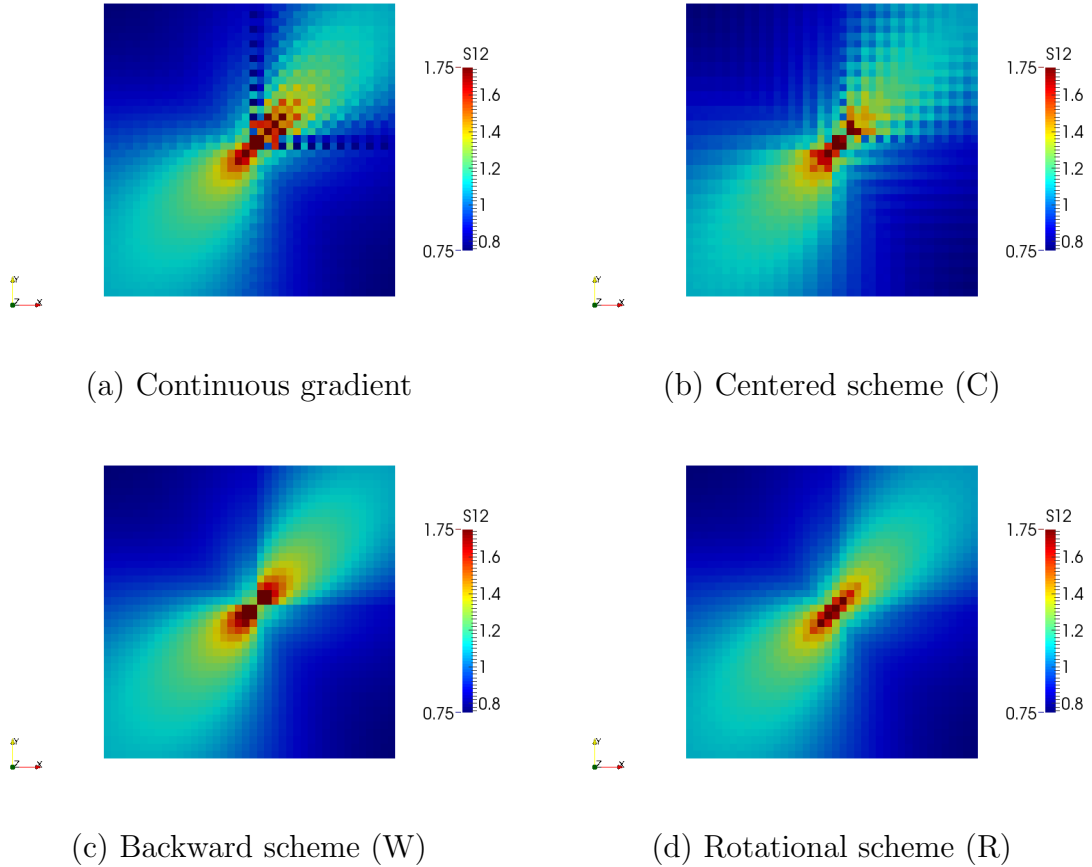 S12
1.75
1.6
1.4
1.2
1
0.8
0.75
Y
Z
X
(a) Continuous gradient
S12
1.75
1.6
1.4
1.2
1
0.8
0.75
Y
Z
X
(b) Centered scheme (C)
S12
1.75
1.6
1.4
1.2
1
0.8
0.75
Y
Z
X
(c) Backward scheme (W)
S12
1.75
1.6
1.4
1.2
1
0.8
0.75
Y
Z
X
(d) Rotational scheme (R)